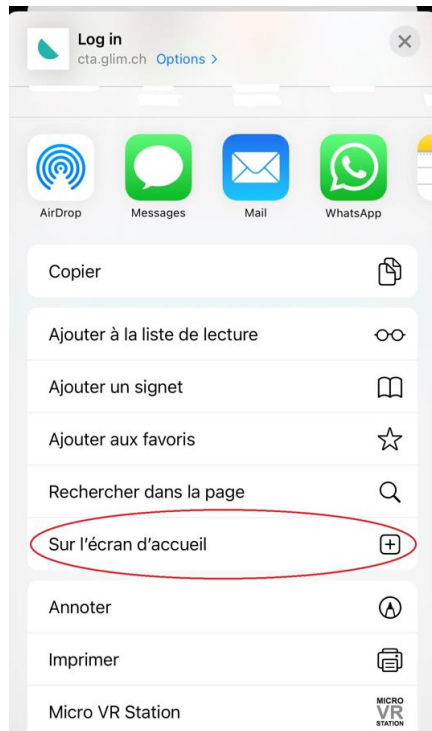 Log in
cta.glim.ch Options >
AirDrop Messages Mail WhatsApp
Copier
Ajouter à la liste de lecture
Ajouter un signet
Ajouter aux favoris
Rechercher dans la page
Sur l'écran d'accueil
Annoter
Imprimer
Micro VR Station
MICRO
VR
STATION